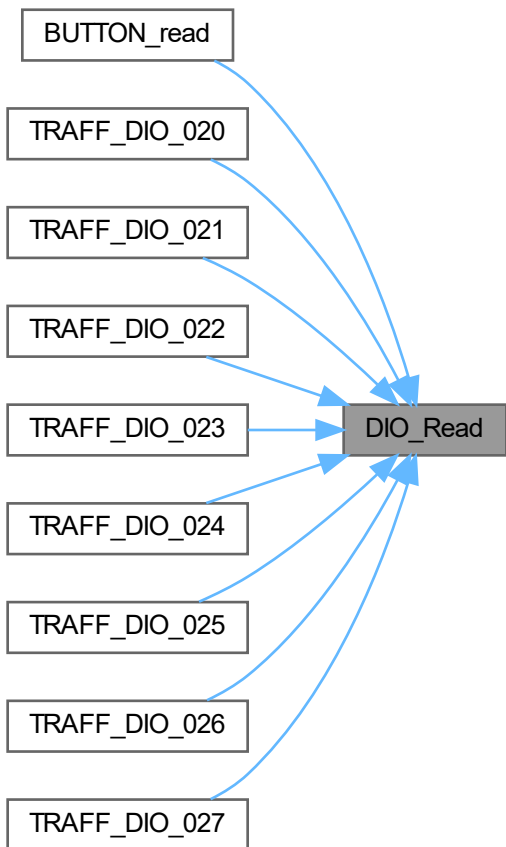 BUTTON_read
TRAFF_DIO_020
TRAFF_DIO_021
TRAFF_DIO_022
TRAFF_DIO_023
DIO_Read
TRAFF_DIO_024
TRAFF_DIO_025
TRAFF_DIO_026
TRAFF_DIO_027